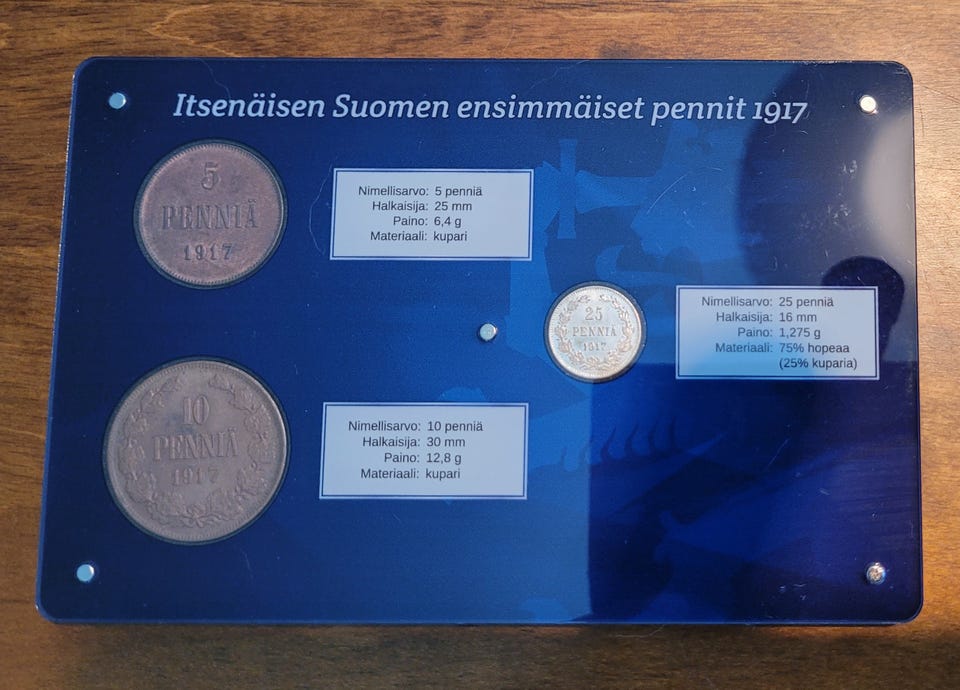 Itsenäisen Suomen ensimmäiset pennit 1917
5
PENNIÄ
1917
Nimellisarvo: 5 penniä
Halkaisija: 25 mm
Paino: 6,4 g
Materiaali: kupari
25
PENNIÄ
1917
Nimellisarvo: 25 penniä
Halkaisija: 16 mm
Paino: 1,275 g
Materiaali: 75% hopeaa
(25% kuparia)
10
PENNIÄ
1917
Nimellisarvo: 10 penniä
Halkaisija: 30 mm
Paino: 12,8 g
Materiaali: kupari